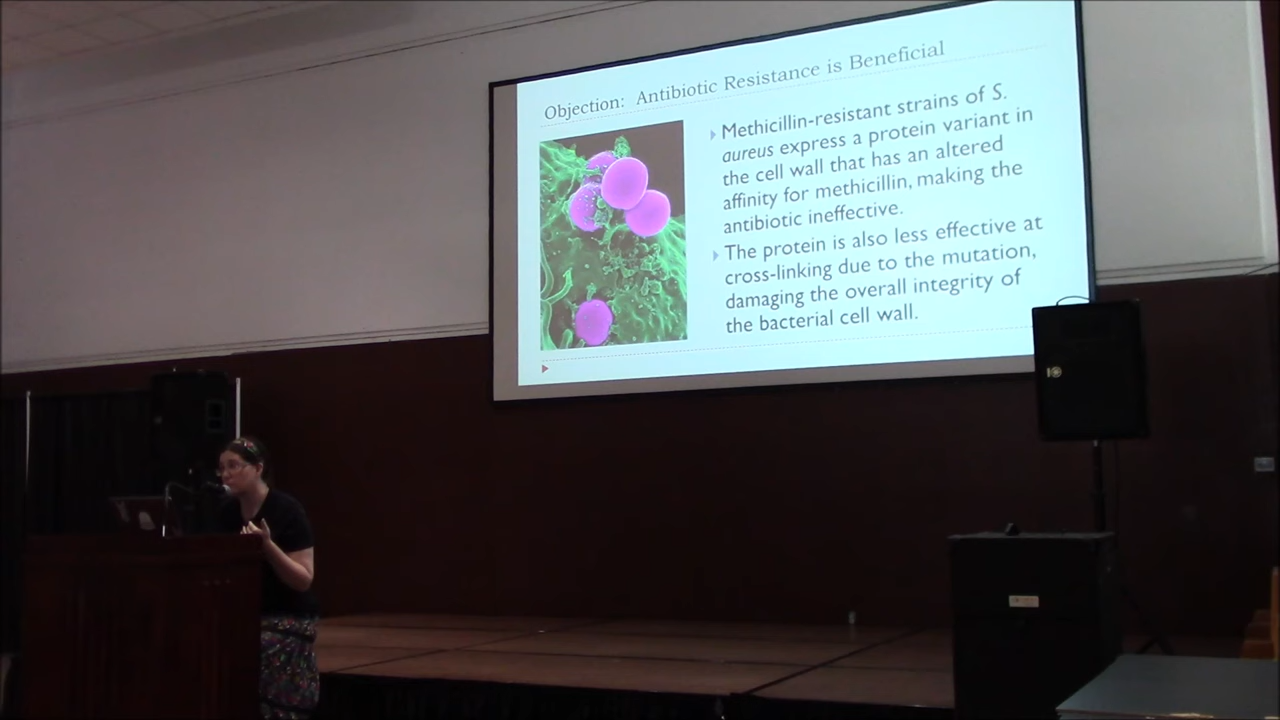 Objection: Antibiotic Resistance is Beneficial
Methicillin-resistant strains of S.
aureus express a protein variant in
the cell wall that has an altered
affinity for methicillin, making the
antibiotic ineffective.
The protein is also less effective at
cross-linking due to the mutation,
damaging the overall integrity of
the bacterial cell wall.